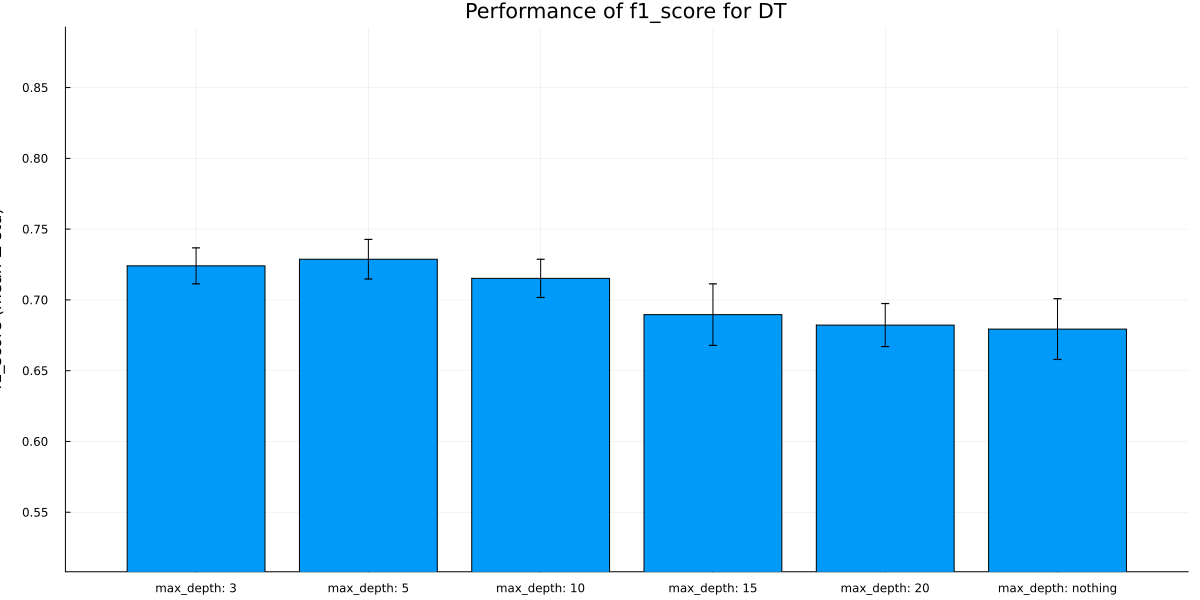 Performance of f1_score for DT
0.85
0.80
0.75
0.70
0.65
0.60
0.55
max_depth: 3
max_depth: 5
max_depth: 10
max_depth: 15
max_depth: 20
max_depth: nothing